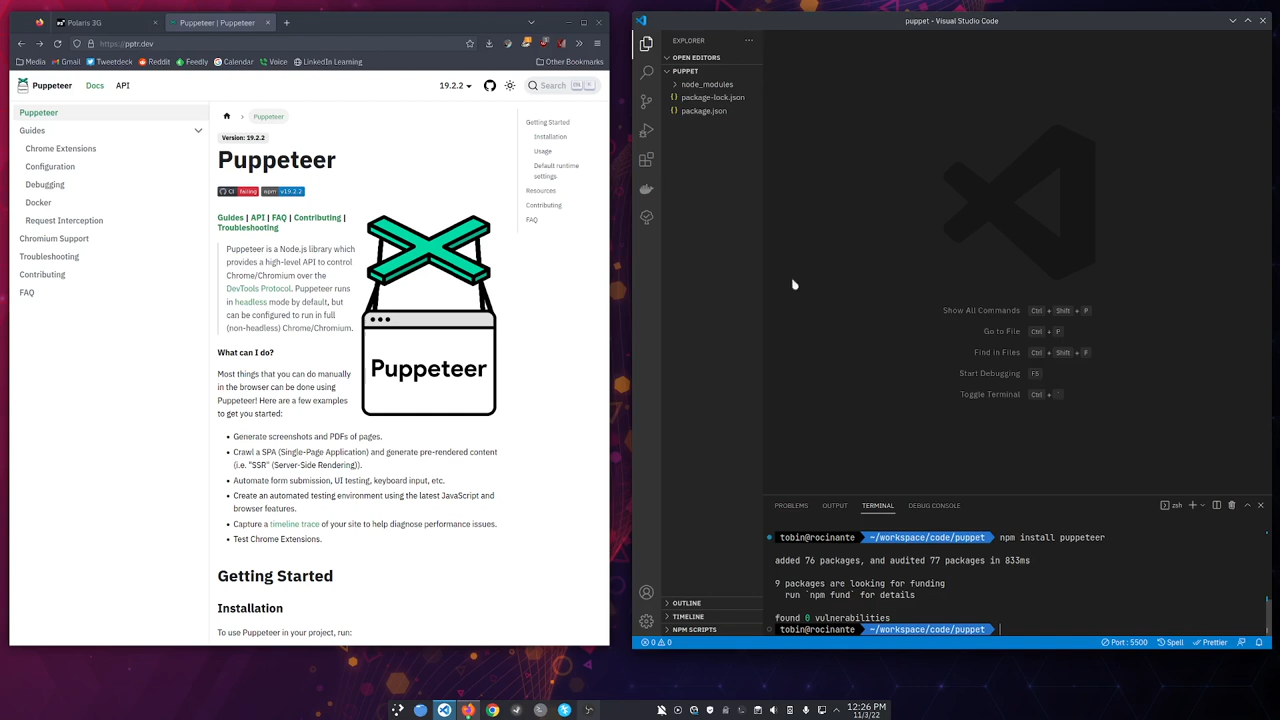 Polaris 3G
Puppeteer | Puppeteer
https://pptr.dev
Media
Gmail
Tweetdeck
Reddit
Feedly
Calendar
Voice
LinkedIn Learning
Other Bookmarks
Puppeteer
Docs
API
19.2.2
Search
Puppeteer
Guides
Chrome Extensions
Configuration
Debugging
Docker
Request Interception
Chromium Support
Troubleshooting
Contributing
FAQ
Puppeteer
Version: 19.2.2
Puppeteer
CI failing npm v19.2.2
Guides | API | FAQ | Contributing |
Troubleshooting
Puppeteer is a Node.js library which
provides a high-level API to control
Chrome/Chromium over the
DevTools Protocol. Puppeteer runs
in headless mode by default, but
can be configured to run in full
(non-headless) Chrome/Chromium.
Puppeteer
What can I do?
Most things that you can do manually
in the browser can be done using
Puppeteer! Here are a few examples
to get you started:
• Generate screenshots and PDFs of pages.
• Crawl a SPA (Single-Page Application) and generate pre-rendered content
(i.e. "SSR" (Server-Side Rendering)).
• Automate form submission, UI testing, keyboard input, etc.
• Create an automated testing environment using the latest JavaScript and
browser features.
• Capture a timeline trace of your site to help diagnose performance issues.
• Test Chrome Extensions.
Getting Started
Installation
To use Puppeteer in your project, run:
Getting Started
Installation
Usage
Default runtime
settings
Resources
Contributing
FAQ
puppet - Visual Studio Code
EXPLORER
OPEN EDITORS
PUPPET
node_modules
{} package-lock.json
{} package.json
OUTLINE
TIMELINE
NPM SCRIPTS
Show All Commands Ctrl + Shift + P
Go to File Ctrl + P
Find in Files Ctrl + Shift + F
Start Debugging F5
Toggle Terminal Ctrl + `
PROBLEMS OUTPUT TERMINAL DEBUG CONSOLE
zsh
tobin@rocinante ~/workspace/code/puppet npm install puppeteer
added 76 packages, and audited 77 packages in 833ms
9 packages are looking for funding
run `npm fund` for details
found 0 vulnerabilities
tobin@rocinante ~/workspace/code/puppet
0 0
Port : 5500
Spell
Prettier
12:26 PM
11/3/22